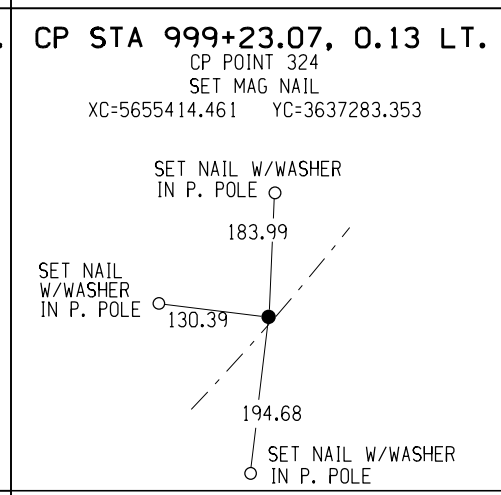 CP STA 999+23.07, 0.13 LT.
CP POINT 324
SET MAG NAIL
XC=5655414.461 YC=3637283.353
SET NAIL W/WASHER
IN P. POLE
183.99
SET NAIL
W/WASHER
IN P. POLE
130.39
194.68
SET NAIL W/WASHER
IN P. POLE